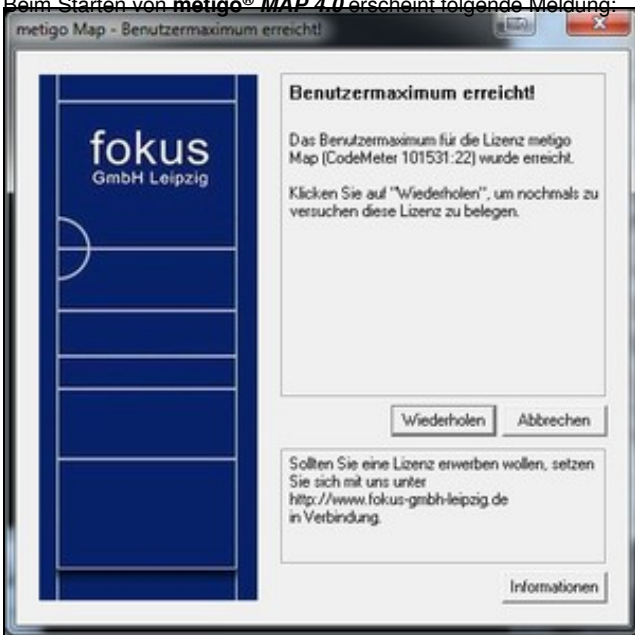 Beim Starten von metigo® MAP 4.0 erscheint folgende Meldung:
metigo Map - Benutzermaximum erreicht!
fokus
GmbH Leipzig
Benutzermaximum erreicht!
Das Benutzermaximum für die Lizenz metigo
Map (CodeMeter 101531:22) wurde erreicht.
Klicken Sie auf "Wiederholen", um nochmals zu
versuchen diese Lizenz zu belegen.
Wiederholen
Abbrechen
Sollten Sie eine Lizenz erwerben wollen, setzen
Sie sich mit uns unter
http://www.fokus-gmbh-leipzig.de
in Verbindung.
Informationen